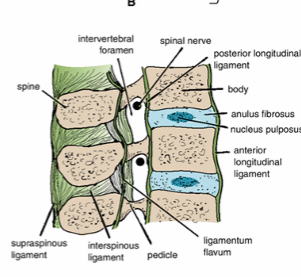 B
intervertebral
foramen
spinal nerve
posterior longitudinal
ligament
spine
body
anulus fibrosus
nucleus pulposus
anterior
longitudinal
ligament
supraspinous
ligament
interspinous
ligament
pedicle
ligamentum
flavum